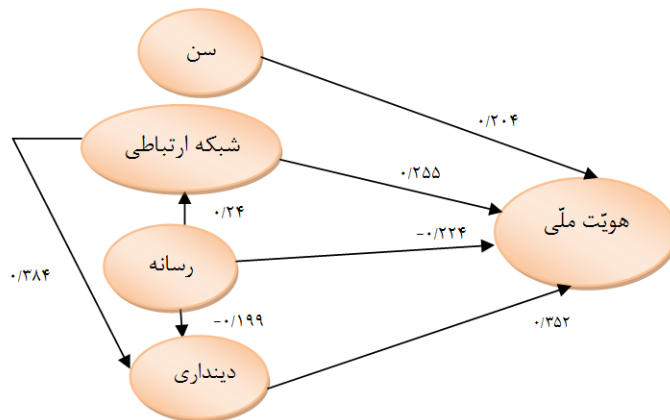 سن
۰/۲۰۴
شبکه ارتباطی
۰/۲۵۵
۰/۲۴
هویّت ملّی
-۰/۲۲۴
رسانه
۰/۳۸۴
-۰/۱۹۹
۰/۳۵۲
دینداری